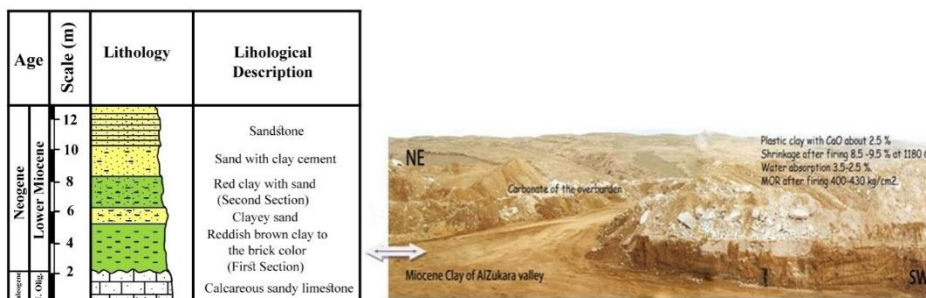 Age
Scale (m)
Lithology
Lihological
Description
Neogene
Lower Miocene
12
10
8
6
4
2
Sandstone
Sand with clay cement
Red clay with sand
(Second Section)
Clayey sand
Reddish brown clay to
the brick color
(First Section)
Calcareous sandy limestone
Olig.
NE
Carbonate of the overburden
Plastic clay with CaO about 2.5 %
Shrinkage after firing 8.5 -9.5 % at 1180
Water absorption 3.5-2.5 %
MOR after firing 400-430 kg/cm2.
Miocene Clay of AlZukara valley
SW